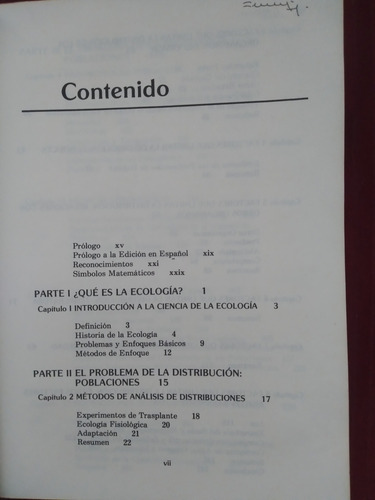 Contenido
Prólogo xv
Prólogo a la Edición en Español xix
Reconocimientos xxi
Símbolos Matemáticos xxix
PARTE I ¿QUÉ ES LA ECOLOGÍA? 1
Capítulo 1 INTRODUCCIÓN A LA CIENCIA DE LA ECOLOGÍA 3
Definición 3
Historia de la Ecología 4
Problemas y Enfoques Básicos 9
Métodos de Enfoque 12
PARTE II EL PROBLEMA DE LA DISTRIBUCIÓN:
POBLACIONES 15
Capítulo 2 MÉTODOS DE ANÁLISIS DE DISTRIBUCIONES 17
Experimentos de Trasplante 18
Ecología Fisiológica 20
Adaptación 21
Resumen 22
vii